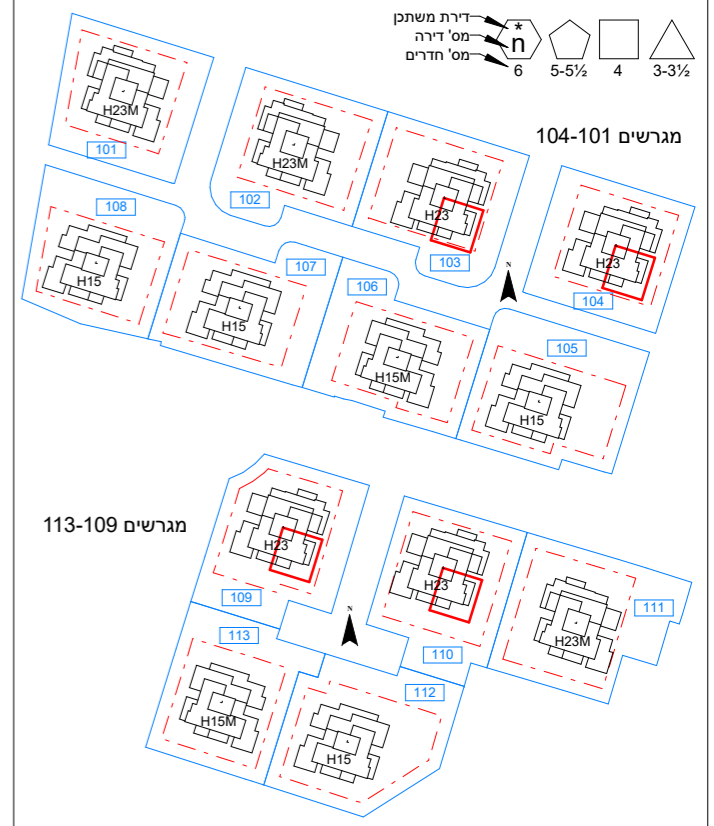 דירת משתכן
מס' דירה
מס' חדרים
*
n
6 5-5½ 4 3-3½
מגרשים 104-101
H23M
101
H23M
102
H23
103
H23
104
108
H15
107
H15
106
H15M
105
H15
N
מגרשים 113-109
H23
109
H23
110
H23M
111
N
113
H15M
112
H15